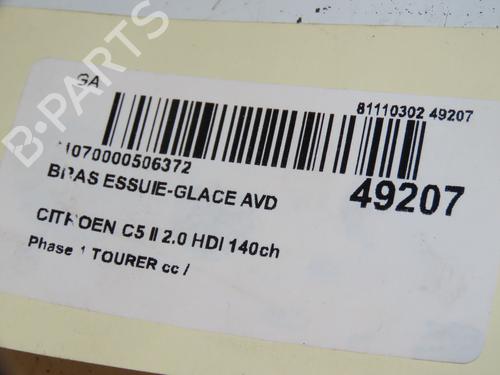 GA
81110302 49207
1070000506372
BRAS ESSUIE-GLACE AVD
49207
CITROEN C5 II 2.0 HDI 140ch
Phase 1 TOURER cc /
B-PARTS